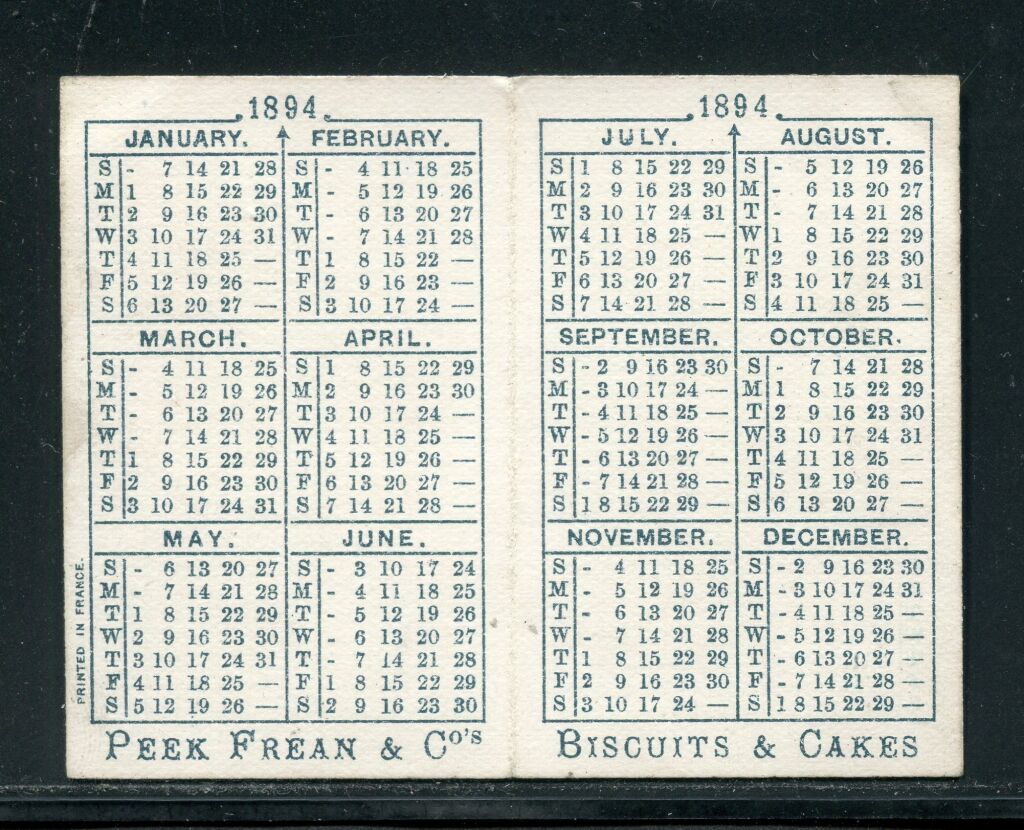 1894.
JANUARY. FEBRUARY.
S - 7 14 21 28 S - 4 11 18 25
M 1 8 15 22 29 M - 5 12 19 26
T 2 9 16 23 30 T - 6 13 20 27
W 3 10 17 24 31 W - 7 14 21 28
T 4 11 18 25 — T 1 8 15 22 —
F 5 12 19 26 — F 2 9 16 23 —
S 6 13 20 27 — S 3 10 17 24 —
MARCH. APRIL.
S - 4 11 18 25 S 1 8 15 22 29
M - 5 12 19 26 M 2 9 16 23 30
T - 6 13 20 27 T 3 10 17 24 —
W - 7 14 21 28 W 4 11 18 25 —
T 1 8 15 22 29 T 5 12 19 26 —
F 2 9 16 23 30 F 6 13 20 27 —
S 3 10 17 24 31 S 7 14 21 28 —
MAY. JUNE.
S - 6 13 20 27 S - 3 10 17 24
M - 7 14 21 28 M - 4 11 18 25
T 1 8 15 22 29 T - 5 12 19 26
W 2 9 16 23 30 W - 6 13 20 27
T 3 10 17 24 31 T - 7 14 21 28
F 4 11 18 25 — F 1 8 15 22 29
S 5 12 19 26 — S 2 9 16 23 30
PRINTED IN FRANCE.
PEEK FREAN & CO'S
1894.
JULY. AUGUST.
S 1 8 15 22 29 S - 5 12 19 26
M 2 9 16 23 30 M - 6 13 20 27
T 3 10 17 24 31 T - 7 14 21 28
W 4 11 18 25 — W 1 8 15 22 29
T 5 12 19 26 — T 2 9 16 23 30
F 6 13 20 27 — F 3 10 17 24 31
S 7 14 21 28 — S 4 11 18 25 —
SEPTEMBER. OCTOBER.
S - 2 9 16 23 30 S - 7 14 21 28
M - 3 10 17 24 — M 1 8 15 22 29
T - 4 11 18 25 — T 2 9 16 23 30
W - 5 12 19 26 — W 3 10 17 24 31
T - 6 13 20 27 — T 4 11 18 25 —
F - 7 14 21 28 — F 5 12 19 26 —
S 1 8 15 22 29 — S 6 13 20 27 —
NOVEMBER. DECEMBER.
S - 4 11 18 25 S - 2 9 16 23 30
M - 5 12 19 26 M - 3 10 17 24 31
T - 6 13 20 27 T - 4 11 18 25 —
W - 7 14 21 28 W - 5 12 19 26 —
T 1 8 15 22 29 T - 6 13 20 27 —
F 2 9 16 23 30 F - 7 14 21 28 —
S 3 10 17 24 — S 1 8 15 22 29 —
BISCUITS & CAKES